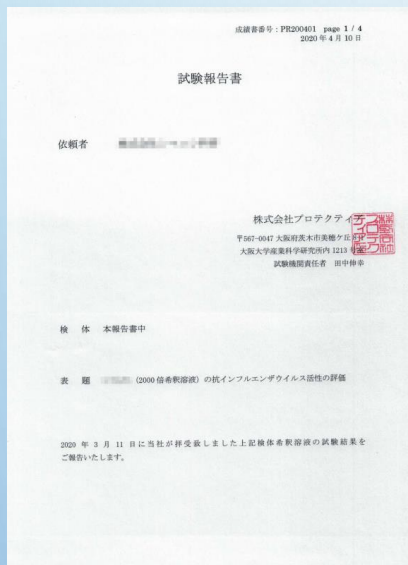 成績書番号：PR200401 page 1 / 4
2020 年 4 月 10 日
試験報告書
依頼者
株式会社プロテクティア
〒567-0047 大阪府茨木市美穂ケ丘
大阪大学産業科学研究所内 1213
試験機関責任者 田中伸幸
検 体 本報告書中
表 題 (2000 倍希釈溶液) の抗インフルエンザウイルス活性の評価
2020 年 3 月 11 日に当社が拝受致しました上記検体希釈溶液の試験結果を
ご報告いたします。